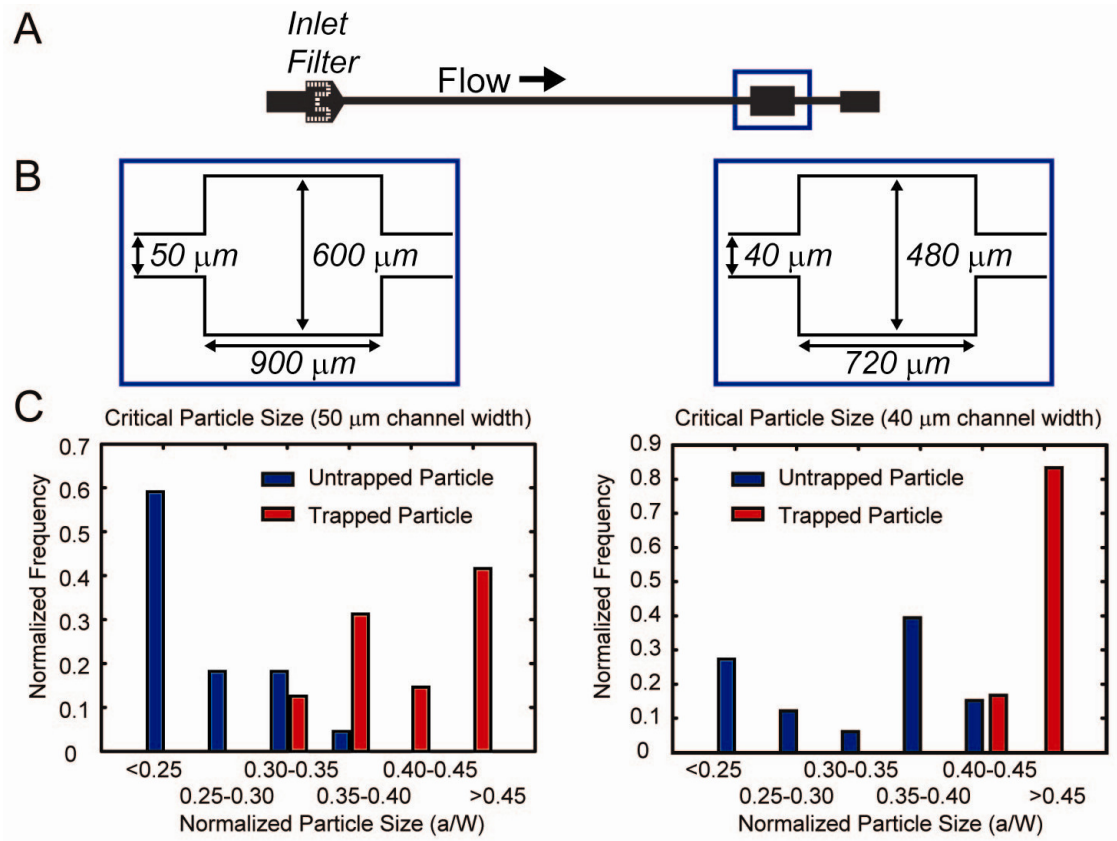 A
Inlet
Filter
Flow
B
50 μm
600 μm
900 μm
40 μm
480 μm
720 μm
C
Critical Particle Size (50 μm channel width)
Normalized Frequency
0.7
0.6
0.5
0.4
0.3
0.2
0.1
0
Untrapped Particle
Trapped Particle
<0.25
0.30-0.35
0.40-0.45
0.25-0.30
0.35-0.40
>0.45
Normalized Particle Size (a/W)
Critical Particle Size (40 μm channel width)
Normalized Frequency
0.9
0.8
0.7
0.6
0.5
0.4
0.3
0.2
0.1
0
Untrapped Particle
Trapped Particle
<0.25
0.30-0.35
0.40-0.45
0.25-0.30
0.35-0.40
>0.45
Normalized Particle Size (a/W)